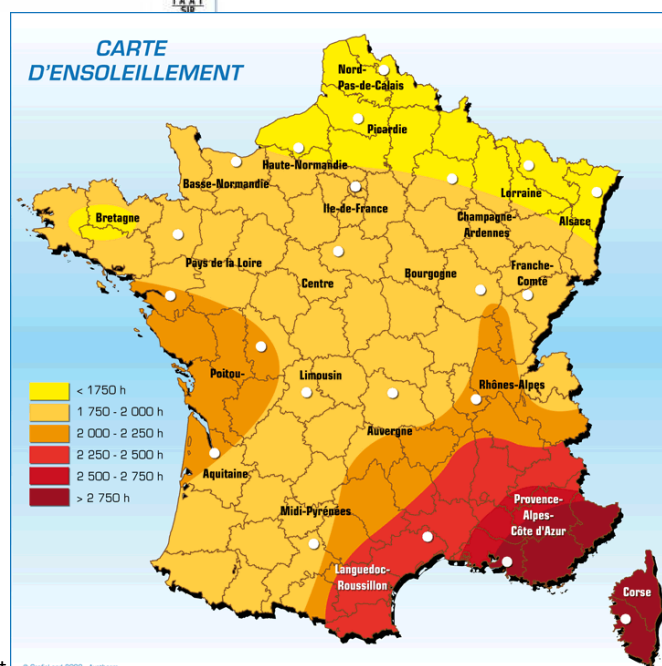 CARTE
D'ENSOLEILLEMENT
Nord-
Pas-de-Calais
Picardie
Haute-Normandie
Basse-Normandie
Lorraine
Ile-de-France
Bretagne
Champagne-
Ardennes
Alsace
Pays de la Loire
Centre
Bourgogne
Franche-
Comté
Poitou-
Limousin
Rhônes-Alpes
< 1750 h
1 750 - 2 000 h
2 000 - 2 250 h
2 250 - 2 500 h
2 500 - 2 750 h
> 2 750 h
Auvergne
Aquitaine
Midi-Pyrénées
Provence-
Alpes-
Côte d'Azur
Languedoc-
Roussillon
Corse